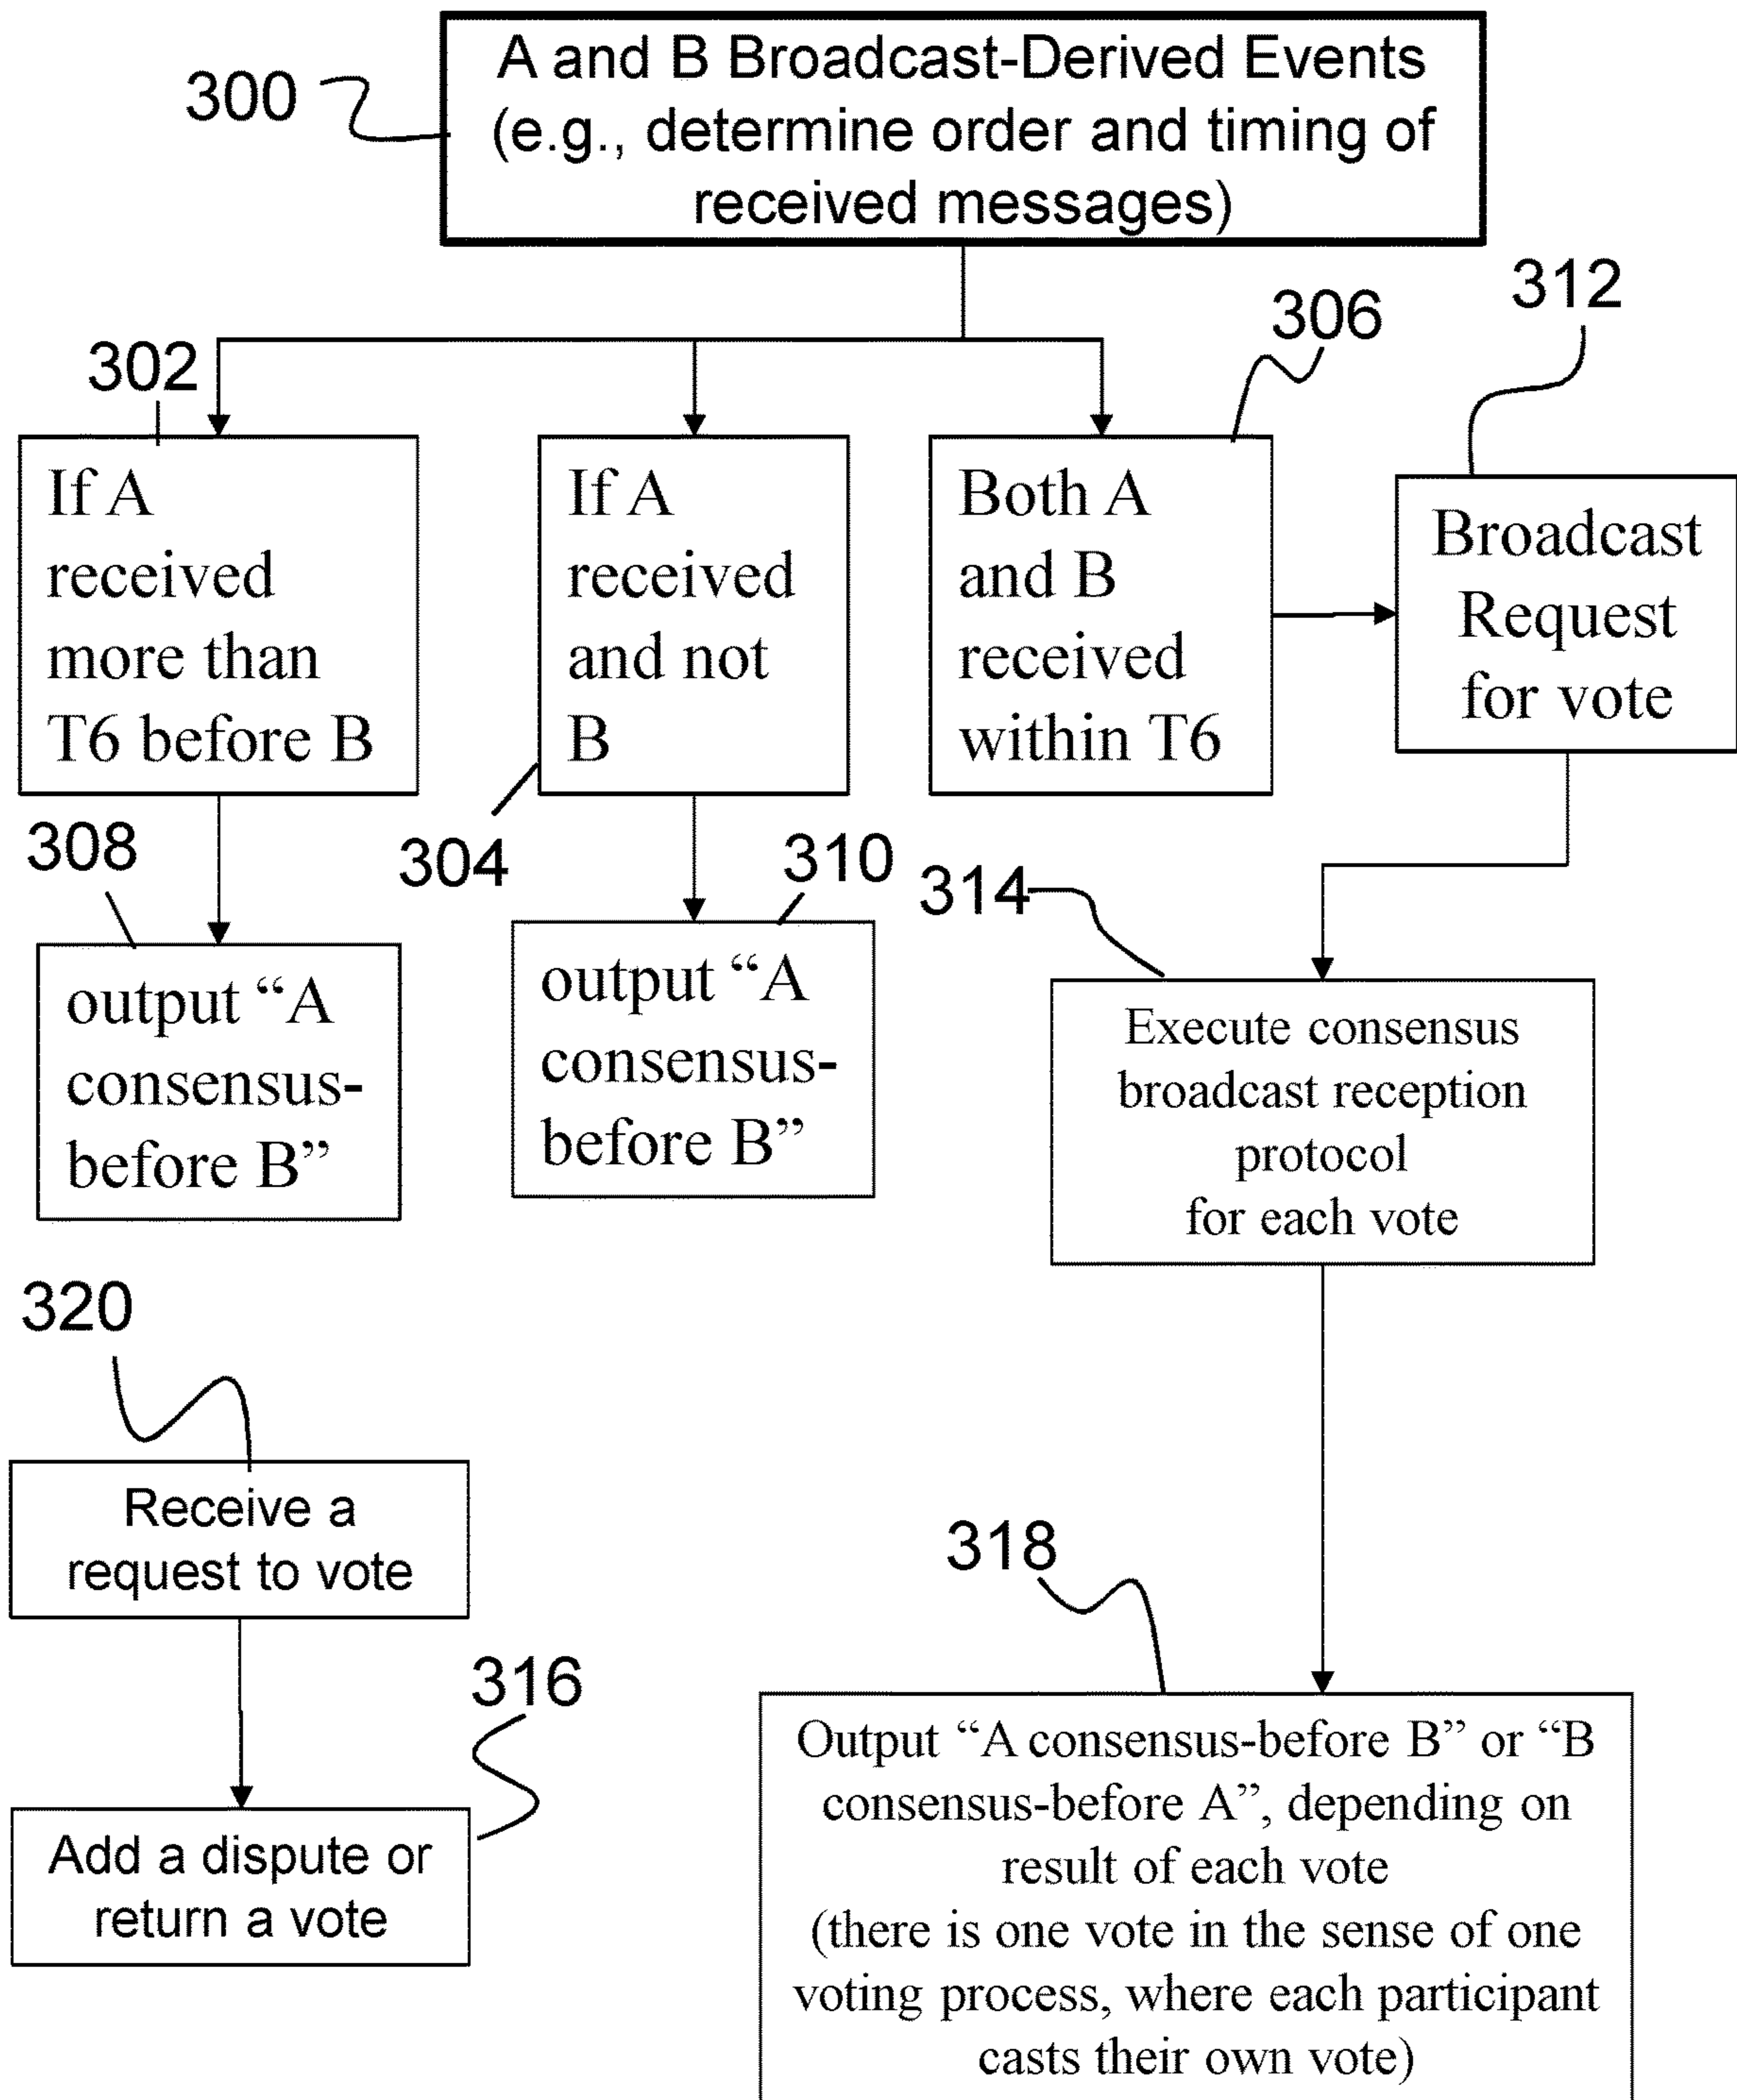 A and B Broadcast-Derived Events
(e.g., determine order and timing of
received messages)
300
312
306
302
If A
received
more than
T6 before B
If A
received
and not
B
Both A
and B
received
within T6
Broadcast
Request
for vote
308
304
310
314
output “A
consensus-
before B”
output “A
consensus-
before B”
Execute consensus
broadcast reception
protocol
for each vote
320
Receive a
request to vote
318
316
Add a dispute or
return a vote
Output “A consensus-before B” or “B
consensus-before A”, depending on
result of each vote
(there is one vote in the sense of one
voting process, where each participant
casts their own vote)